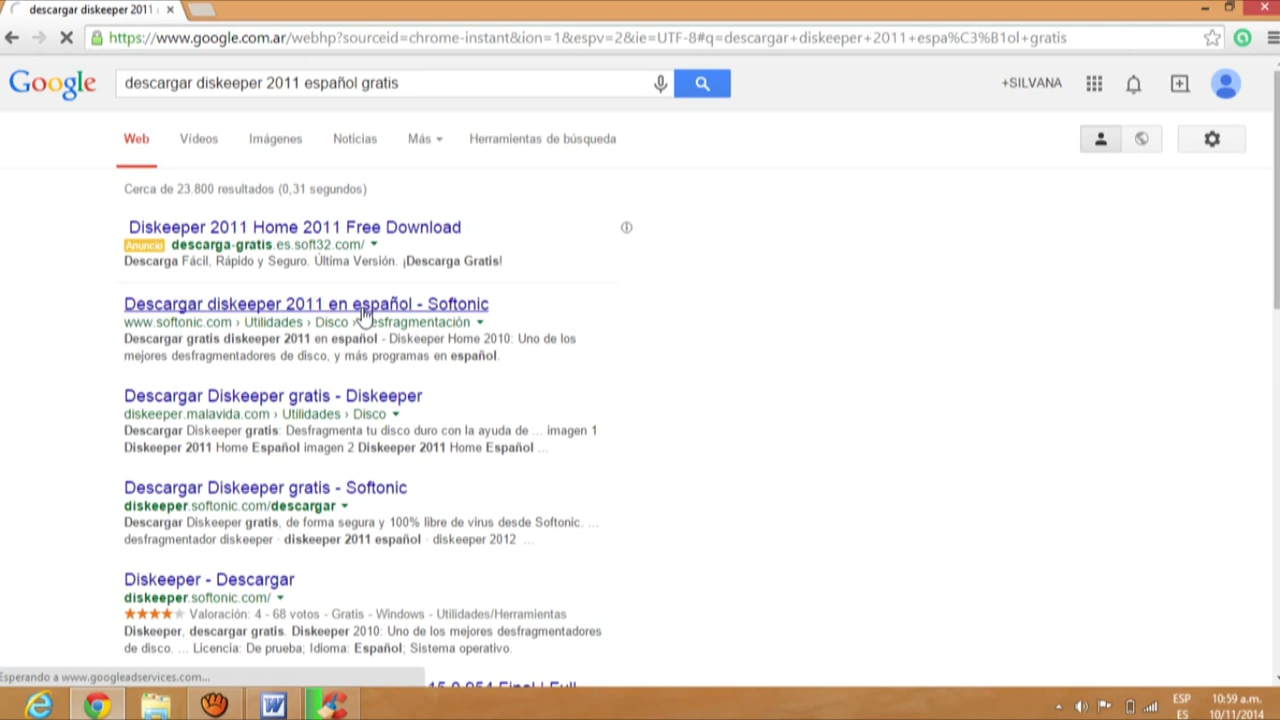 descargar diskeeper 2011
https://www.google.com.ar/webhp?sourceid=chrome-instant&ion=1&espv=2&ie=UTF-8#q=descargar+diskeeper+2011+espa%C3%B1ol+gratis
Google descargar diskeeper 2011 español gratis +SILVANA
Web Vídeos Imágenes Noticias Más Herramientas de búsqueda
Cerca de 23.800 resultados (0,31 segundos)
Diskeeper 2011 Home 2011 Free Download
Anuncio descarga-gratis.es.soft32.com/
Descarga Fácil, Rápido y Seguro. Última Versión. ¡Descarga Gratis!
Descargar diskeeper 2011 en español - Softonic
www.softonic.com › Utilidades › Disco › esfragmentación
Descargar gratis diskeeper 2011 en español - Diskeeper Home 2010: Uno de los
mejores desfragmentadores de disco, y más programas en español.
Descargar Diskeeper gratis - Diskeeper
diskeeper.malavida.com › Utilidades › Disco
Descargar Diskeeper gratis: Desfragmenta tu disco duro con la ayuda de ... imagen 1
Diskeeper 2011 Home Español imagen 2 Diskeeper 2011 Home Español ...
Descargar Diskeeper gratis - Softonic
diskeeper.softonic.com/descargar
Descargar Diskeeper gratis, de forma segura y 100% libre de virus desde Softonic. ...
desfragmentador diskeeper · diskeeper 2011 español · diskeeper 2012 ...
Diskeeper - Descargar
diskeeper.softonic.com/
Valoración: 4 - 68 votos - Gratis - Windows - Utilidades/Herramientas
Diskeeper, descargar gratis. Diskeeper 2010: Uno de los mejores desfragmentadores
de disco. ... Licencia: De prueba; Idioma: Español; Sistema operativo.
Esperando a www.googleadservices.com...
15.0.954 Final | Full
ESP 10:59 a.m.
ES 10/11/2014